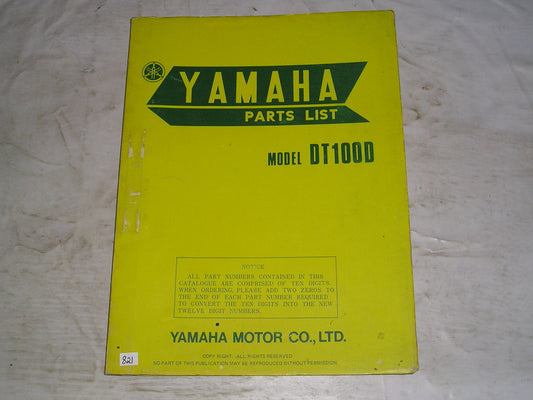 YAMAHA
PARTS LIST
MODEL DT100D
NOTICE
ALL PART NUMBERS CONTAINED IN THIS
CATALOGUE ARE COMPRISED OF TEN DIGITS.
WHEN ORDERING, PLEASE ADD TWO ZEROS TO
THE END OF EACH PART NUMBER REQUIRED
TO CONVERT THE TEN DIGITS INTO THE NEW
TWELVE DIGIT NUMBERS.
YAMAHA MOTOR CO., LTD.
COPY RIGHT. ALL RIGHTS RESERVED
NO PART OF THIS PUBLICATION MAY BE REPRODUCED WITHOUT PERMISSION.
821